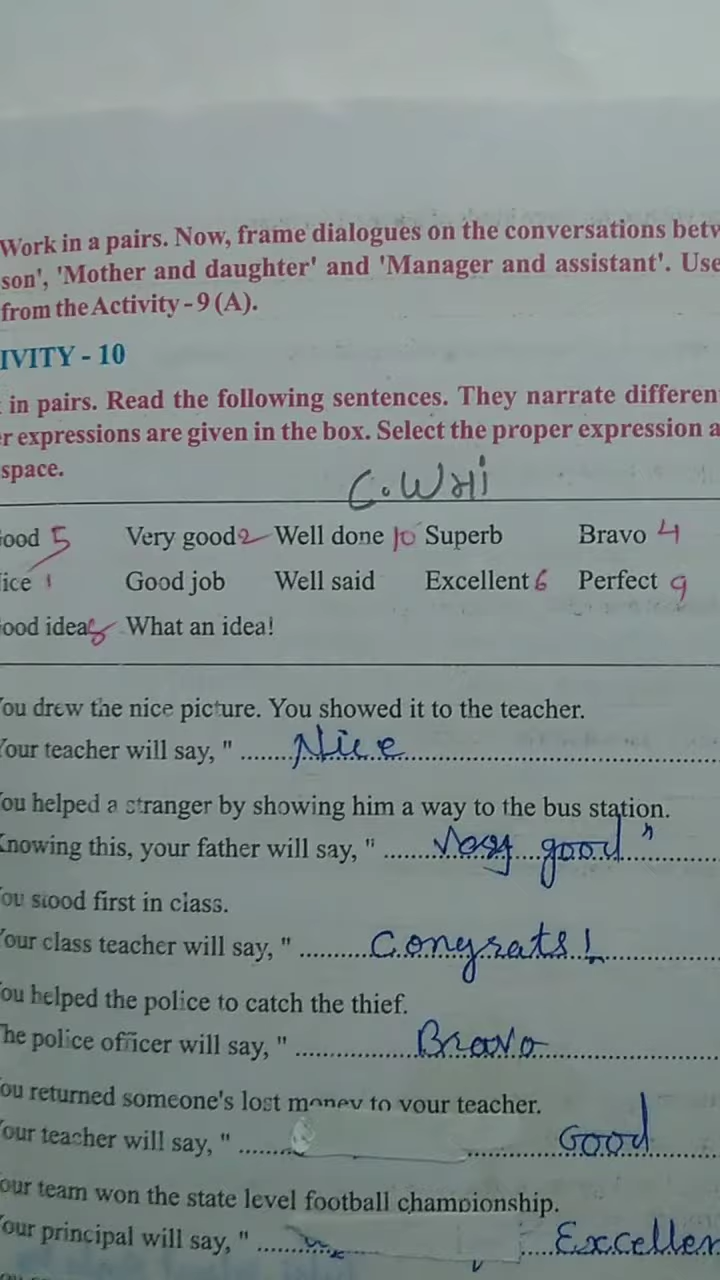 Work in a pairs. Now, frame dialogues on the conversations betw
son', 'Mother and daughter' and 'Manager and assistant'. Use
from the Activity - 9 (A).
IVITY - 10
in pairs. Read the following sentences. They narrate differen
r expressions are given in the box. Select the proper expression a
space.
C.W માં
ood 5 Very good 2 Well done 10 Superb Bravo 4
ice 1 Good job Well said Excellent 6 Perfect 9
ood idea 8 What an idea!
ou drew the nice picture. You showed it to the teacher.
Your teacher will say, " ....... Nice ........
ou helped a stranger by showing him a way to the bus station.
Knowing this, your father will say, " ...... Very good" ......
ou stood first in class.
Your class teacher will say, " .......... Congrats! ..........
ou helped the police to catch the thief.
The police officer will say, " ............ Bravo ............
ou returned someone's lost money to your teacher.
our teacher will say, " ........ Good ........
our team won the state level football championship.
Your principal will say, " .......... Excellen